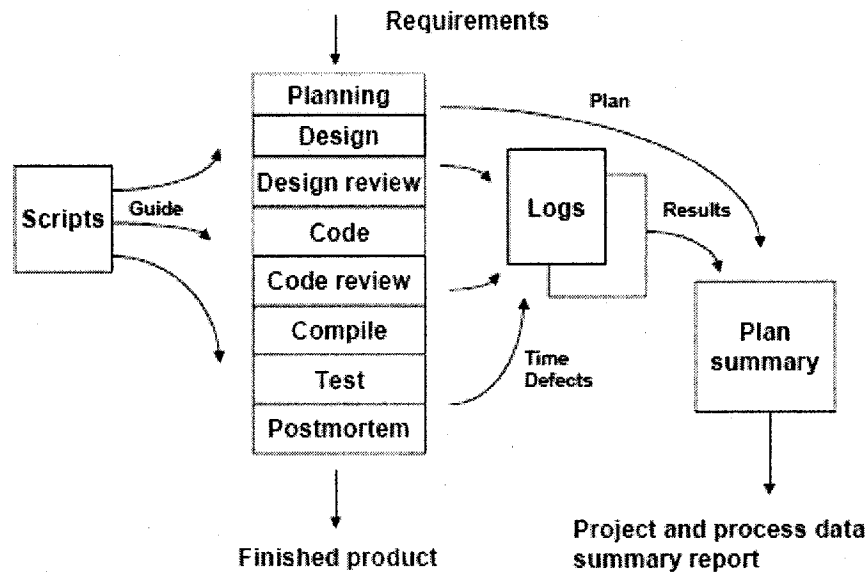 Requirements
Planning
Design
Design review
Code
Code review
Compile
Test
Postmortem
Scripts
Guide
Logs
Plan
Results
Time
Defects
Plan
summary
Finished product
Project and process data
summary report